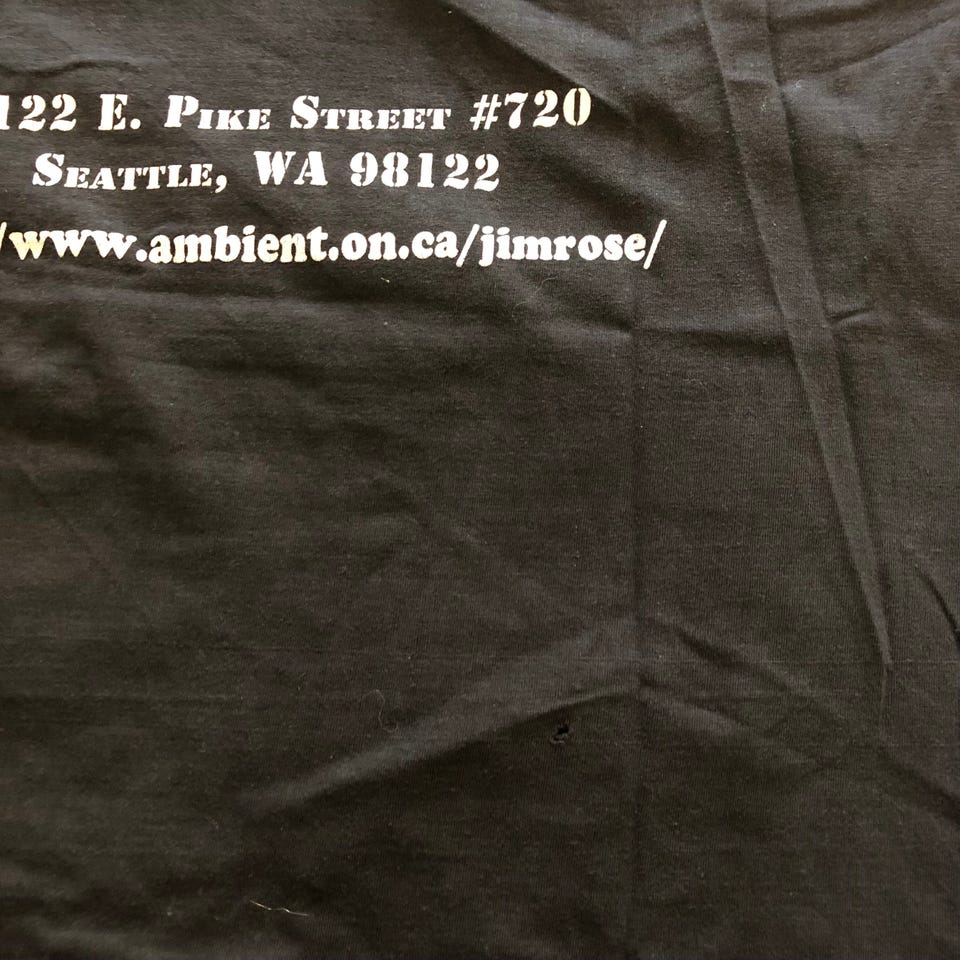 122 E. Pike Street #720
Seattle, WA 98122
/www.ambient.on.ca/jimrose/